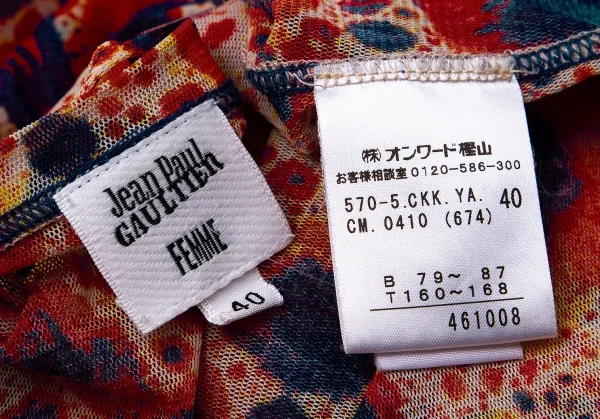 Jean Paul
GAULTIER
FEMME
40
(株)オンワード樫山
お客様相談室 0120-586-300
570-5.CKK.YA. 40
CM.0410 (674)
B 79~ 87
T160~168
461008